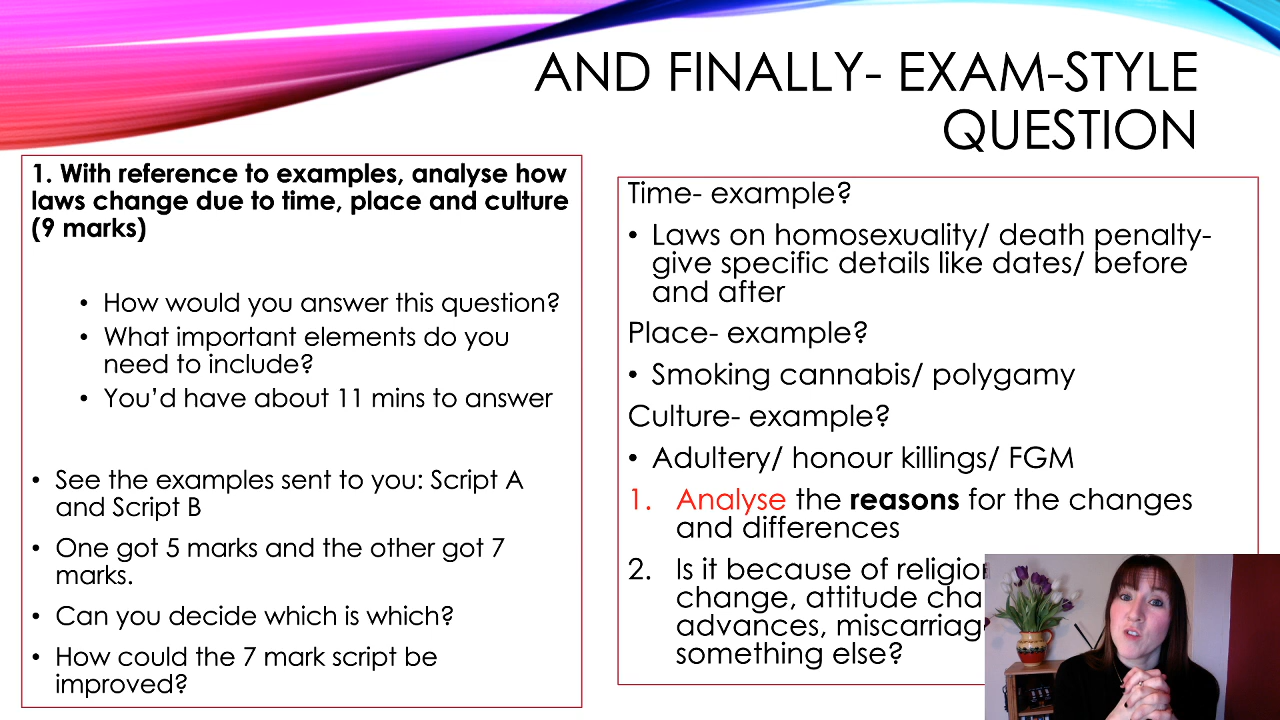 AND FINALLY- EXAM-STYLE
QUESTION
1. With reference to examples, analyse how
laws change due to time, place and culture
(9 marks)
• How would you answer this question?
• What important elements do you
need to include?
• You'd have about 11 mins to answer
• See the examples sent to you: Script A
and Script B
• One got 5 marks and the other got 7
marks.
• Can you decide which is which?
• How could the 7 mark script be
improved?
Time- example?
• Laws on homosexuality/ death penalty-
give specific details like dates/ before
and after
Place- example?
• Smoking cannabis/ polygamy
Culture- example?
• Adultery/ honour killings/ FGM
1. Analyse the reasons for the changes
and differences
2. Is it because of
change, attitude
advances,
something else?